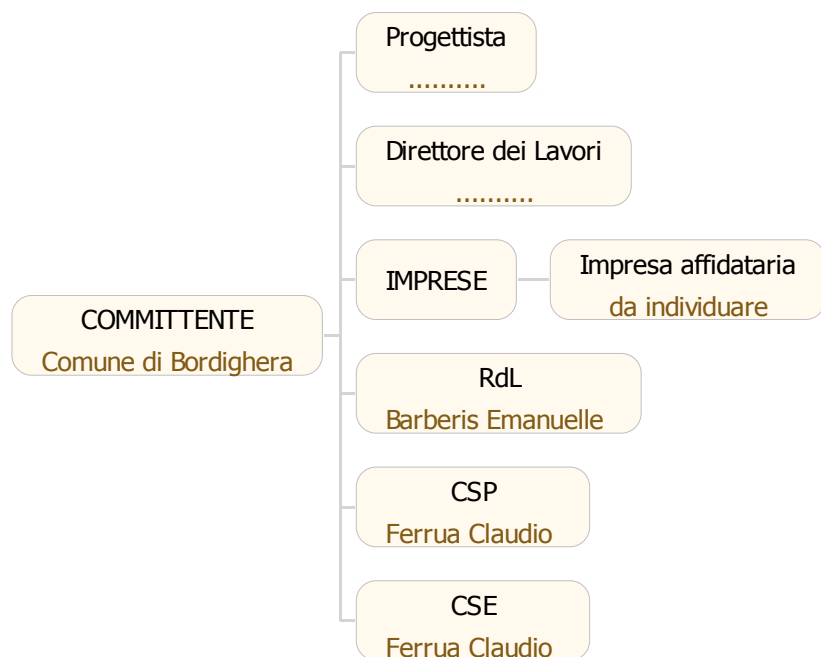 Progettista
..........
Direttore dei Lavori
..........
IMPRESE
Impresa affidataria
da individuare
COMMITTENTE
Comune di Bordighera
RdL
Barberis Emanuelle
CSP
Ferrua Claudio
CSE
Ferrua Claudio